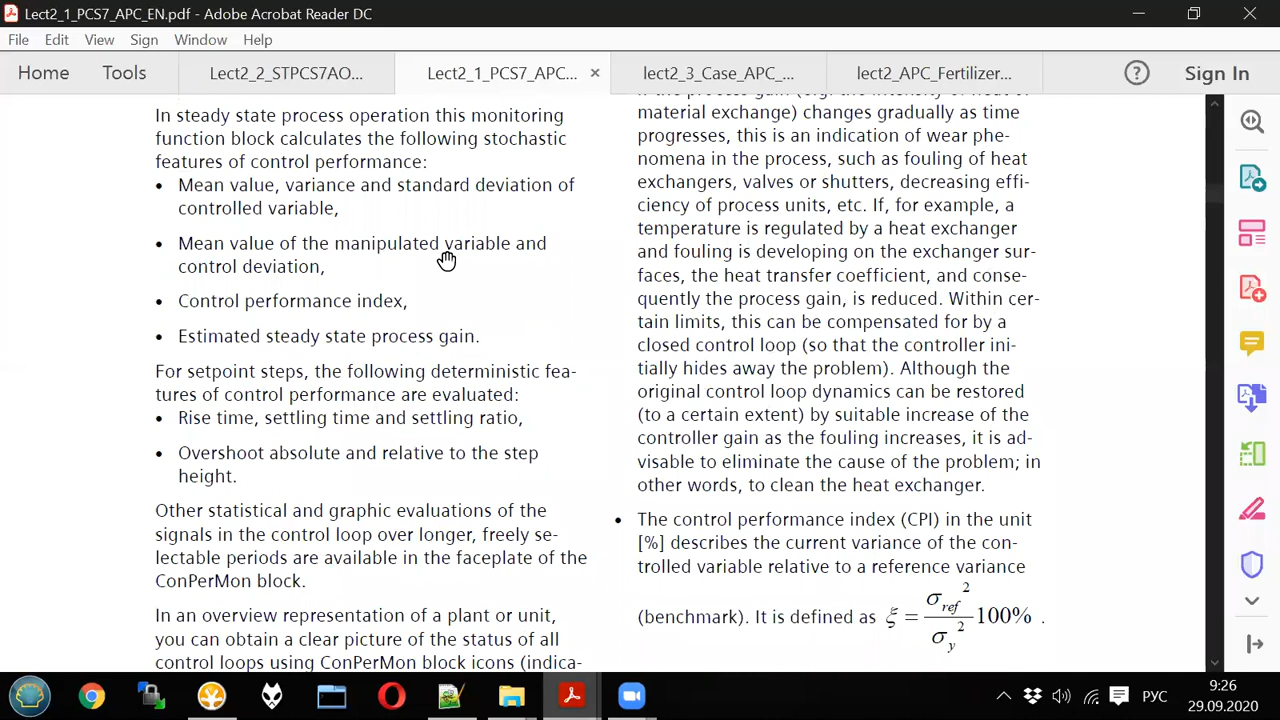 Lect2_1_PCS7_APC_EN.pdf - Adobe Acrobat Reader DC
File Edit View Sign Window Help
Home Tools Lect2_2_STPCS7AO... Lect2_1_PCS7_APC... lect2_3_Case_APC_... lect2_APC_Fertilizer... Sign In
In steady state process operation this monitoring
function block calculates the following stochastic
features of control performance:
• Mean value, variance and standard deviation of
controlled variable,
• Mean value of the manipulated variable and
control deviation,
• Control performance index,
• Estimated steady state process gain.
For setpoint steps, the following deterministic fea-
tures of control performance are evaluated:
• Rise time, settling time and settling ratio,
• Overshoot absolute and relative to the step
height.
Other statistical and graphic evaluations of the
signals in the control loop over longer, freely se-
lectable periods are available in the faceplate of the
ConPerMon block.
In an overview representation of a plant or unit,
you can obtain a clear picture of the status of all
control loops using ConPerMon block icons (indica-
material exchange) changes gradually as time
progresses, this is an indication of wear phe-
nomena in the process, such as fouling of heat
exchangers, valves or shutters, decreasing effi-
ciency of process units, etc. If, for example, a
temperature is regulated by a heat exchanger
and fouling is developing on the exchanger sur-
faces, the heat transfer coefficient, and conse-
quently the process gain, is reduced. Within cer-
tain limits, this can be compensated for by a
closed control loop (so that the controller ini-
tially hides away the problem). Although the
original control loop dynamics can be restored
(to a certain extent) by suitable increase of the
controller gain as the fouling increases, it is ad-
visable to eliminate the cause of the problem; in
other words, to clean the heat exchanger.
• The control performance index (CPI) in the unit
[%] describes the current variance of the con-
trolled variable relative to a reference variance
(benchmark). It is defined as ξ = σref² / σy² 100% .
РУС
9:26
29.09.2020